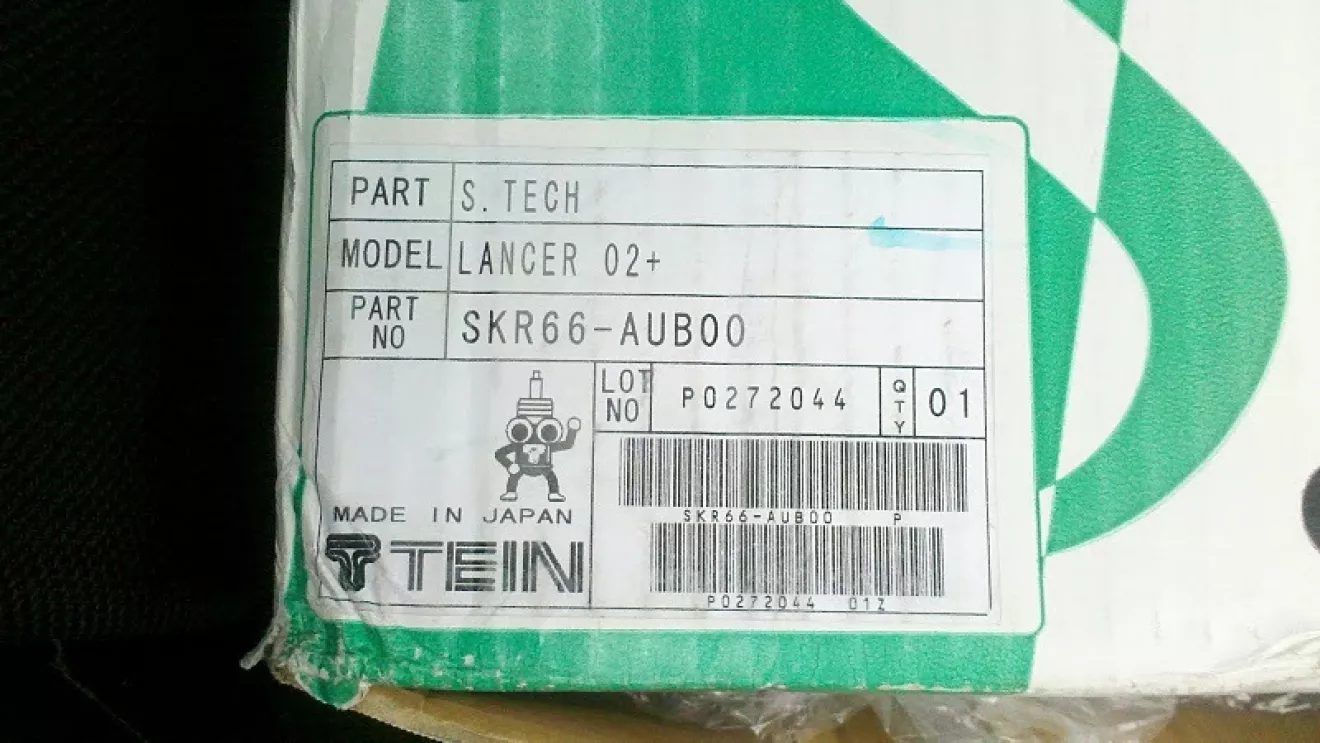 PART S. TECH
MODEL LANCER 02+
PART NO SKR66-AUB00
LOT NO P0272044 QTY 01
SKR66-AUB00 P
P0272044 01Z
MADE IN JAPAN
TEIN